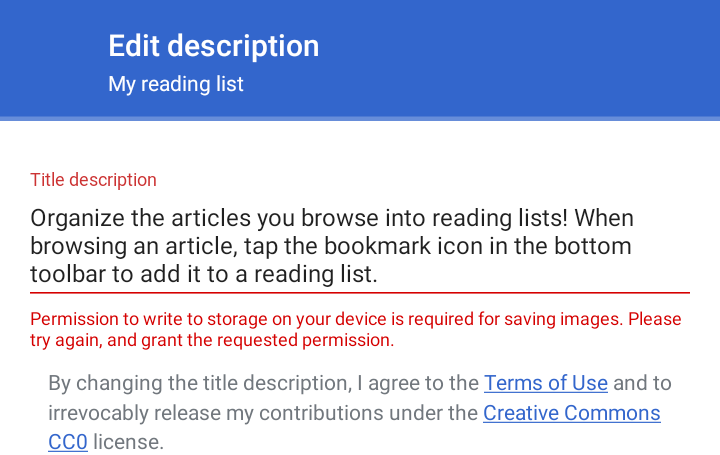 Edit description
My reading list
Title description
Organize the articles you browse into reading lists! When
browsing an article, tap the bookmark icon in the bottom
toolbar to add it to a reading list.
Permission to write to storage on your device is required for saving images. Please
try again, and grant the requested permission.
By changing the title description, I agree to the Terms of Use and to
irrevocably release my contributions under the Creative Commons
CC0 license.